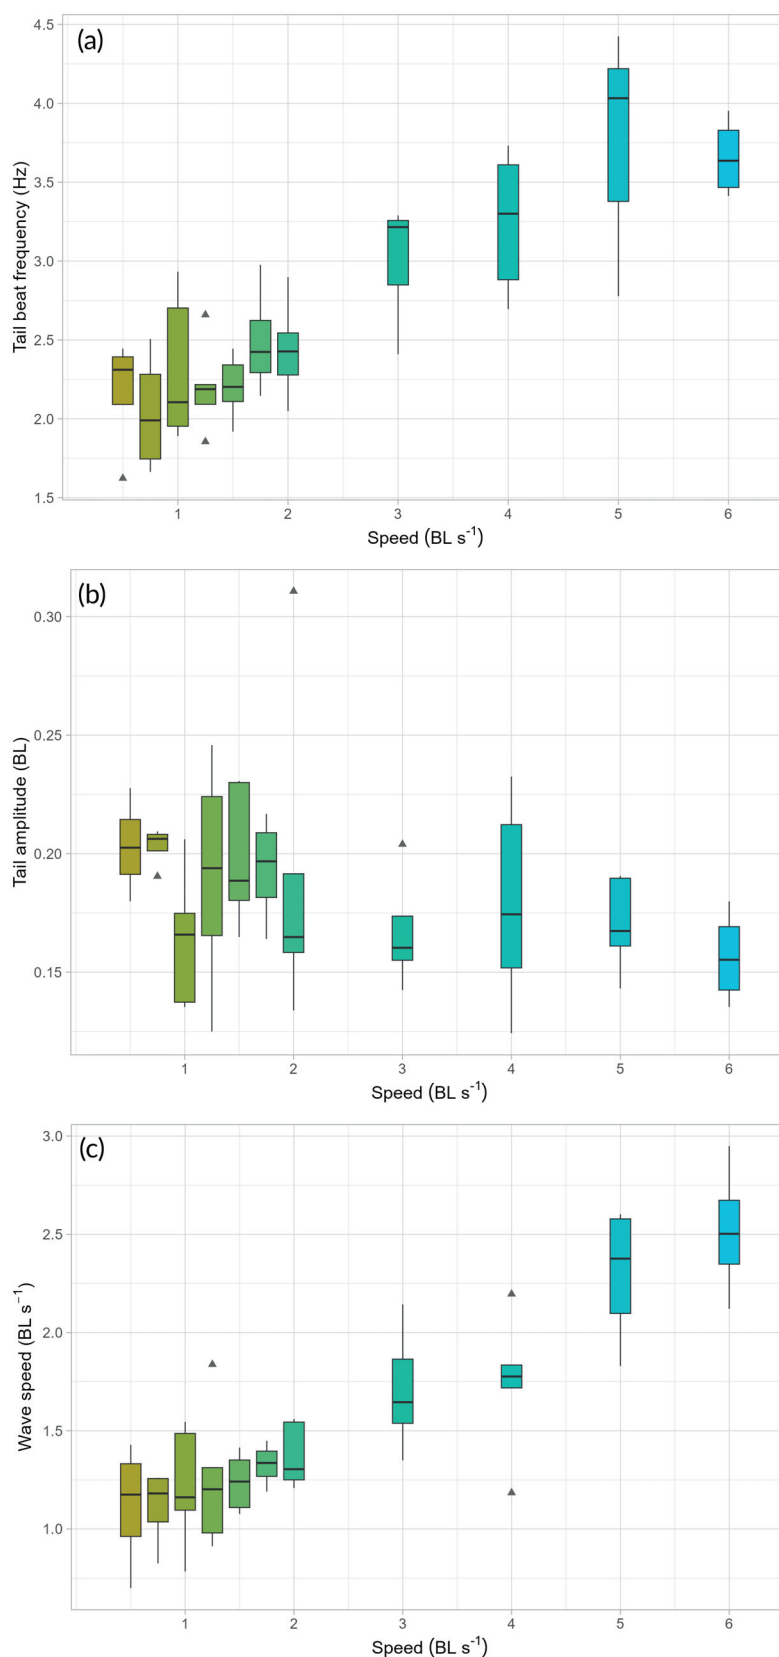 (a)
Tail beat frequency (Hz)
4.5
4.0
3.5
3.0
2.5
2.0
1.5
1 2 3 4 5 6
Speed (BL s⁻¹)
(b)
Tail amplitude (BL)
0.30
0.25
0.20
0.15
1 2 3 4 5 6
Speed (BL s⁻¹)
(c)
Wave speed (BL s⁻¹)
3.0
2.5
2.0
1.5
1.0
1 2 3 4 5 6
Speed (BL s⁻¹)